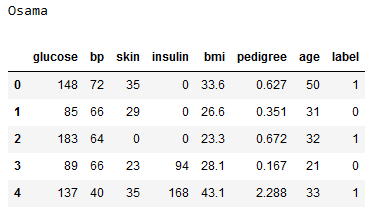 Osama
glucose bp skin insulin bmi pedigree age label
0 148 72 35 0 33.6 0.627 50 1
1 85 66 29 0 26.6 0.351 31 0
2 183 64 0 0 23.3 0.672 32 1
3 89 66 23 94 28.1 0.167 21 0
4 137 40 35 168 43.1 2.288 33 1